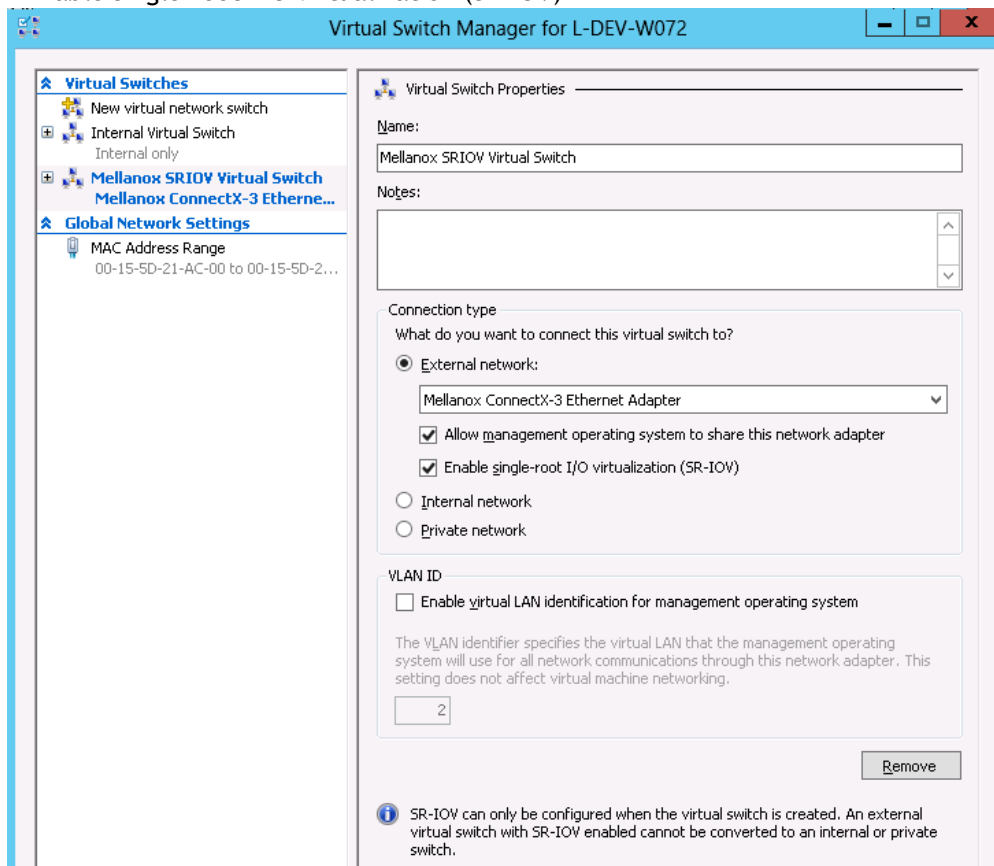 Virtual Switch Manager for L-DEV-W072
Virtual Switches
New virtual network switch
Internal Virtual Switch
Internal only
Mellanox SRIOV Virtual Switch
Mellanox ConnectX-3 Etherne...
Global Network Settings
MAC Address Range
00-15-5D-21-AC-00 to 00-15-5D-2...
Virtual Switch Properties
Name:
Mellanox SRIOV Virtual Switch
Notes:
Connection type
What do you want to connect this virtual switch to?
External network:
Mellanox ConnectX-3 Ethernet Adapter
Allow management operating system to share this network adapter
Enable single-root I/O virtualization (SR-IOV)
Internal network
Private network
VLAN ID
Enable virtual LAN identification for management operating system
The VLAN identifier specifies the virtual LAN that the management operating
system will use for all network communications through this network adapter. This
setting does not affect virtual machine networking.
2
Remove
SR-IOV can only be configured when the virtual switch is created. An external
virtual switch with SR-IOV enabled cannot be converted to an internal or private
switch.